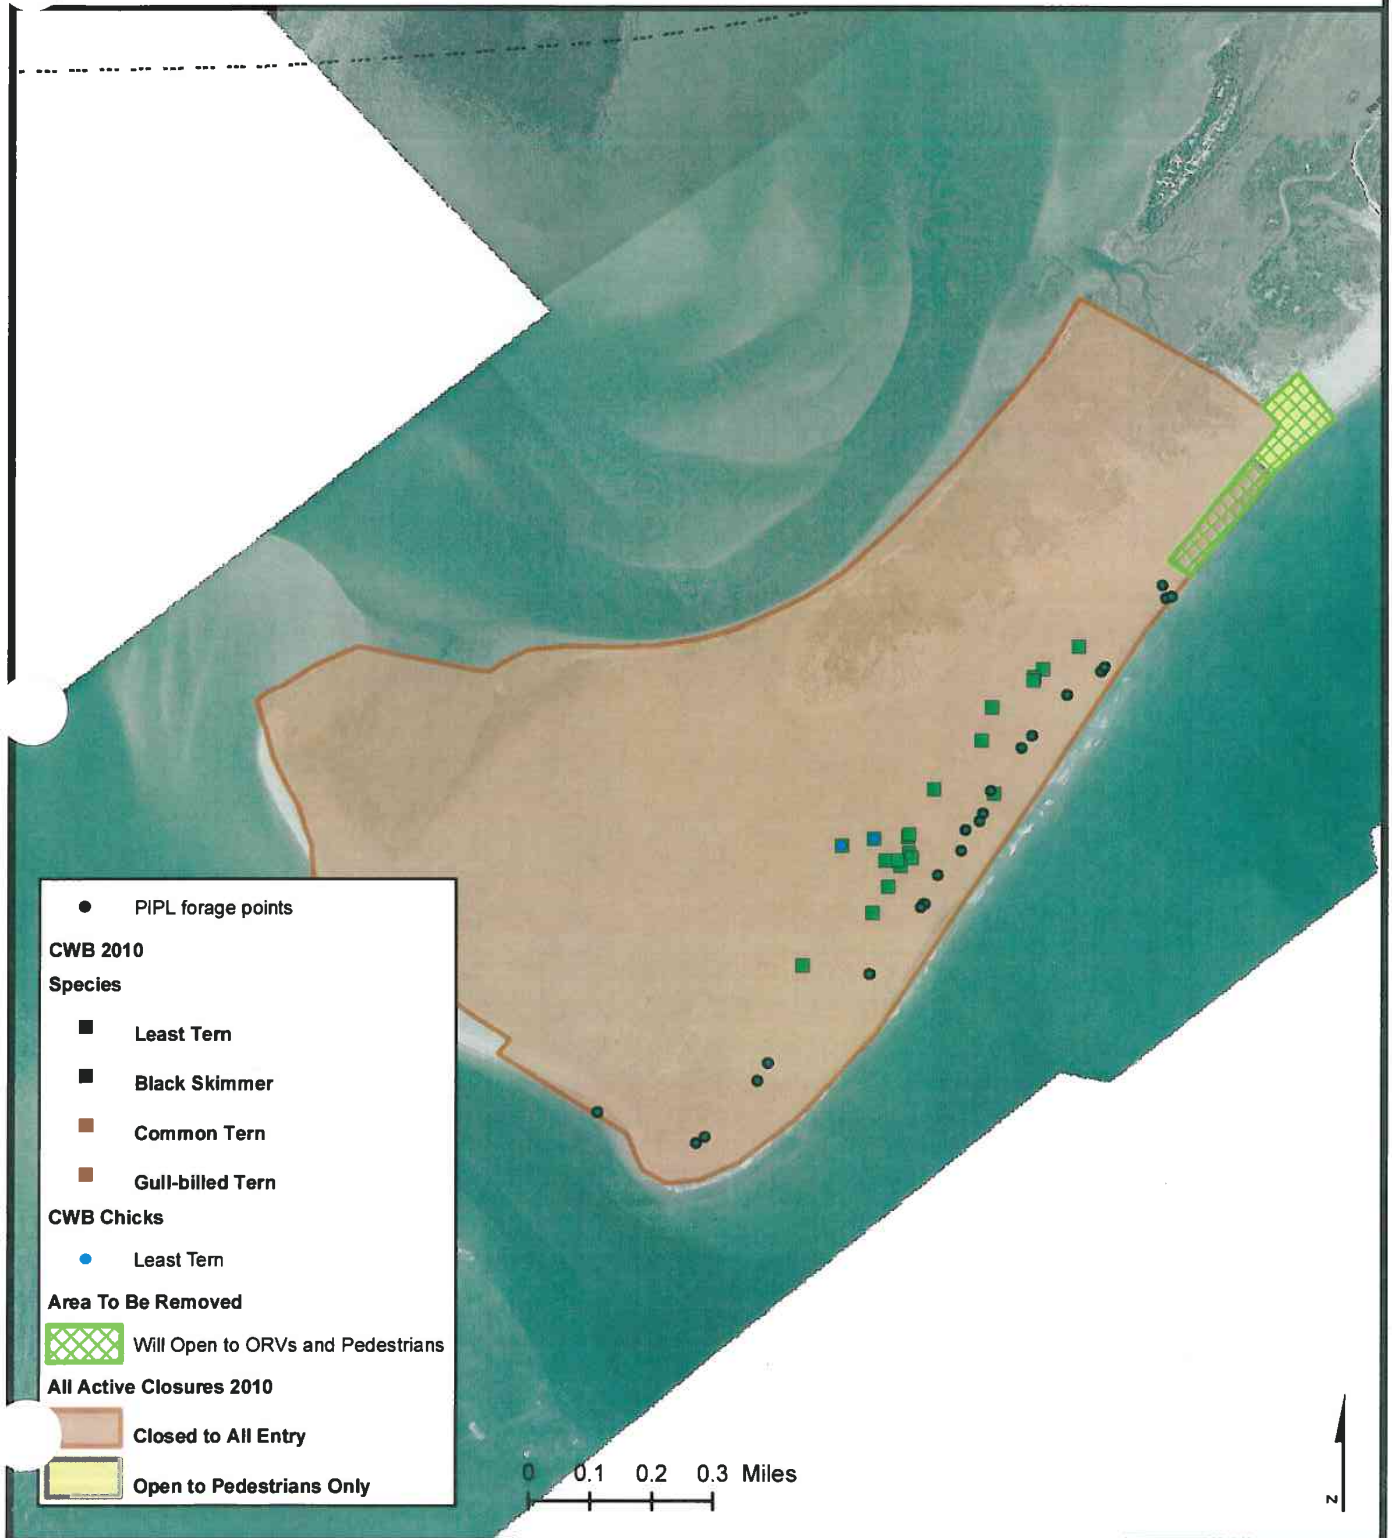 PIPL forage points
CWB 2010
Species
Least Tern
Black Skimmer
Common Tern
Gull-billed Tern
CWB Chicks
Least Tern
Area To Be Removed
Will Open to ORVs and Pedestrians
All Active Closures 2010
Closed to All Entry
Open to Pedestrians Only
0 0.1 0.2 0.3 Miles
N